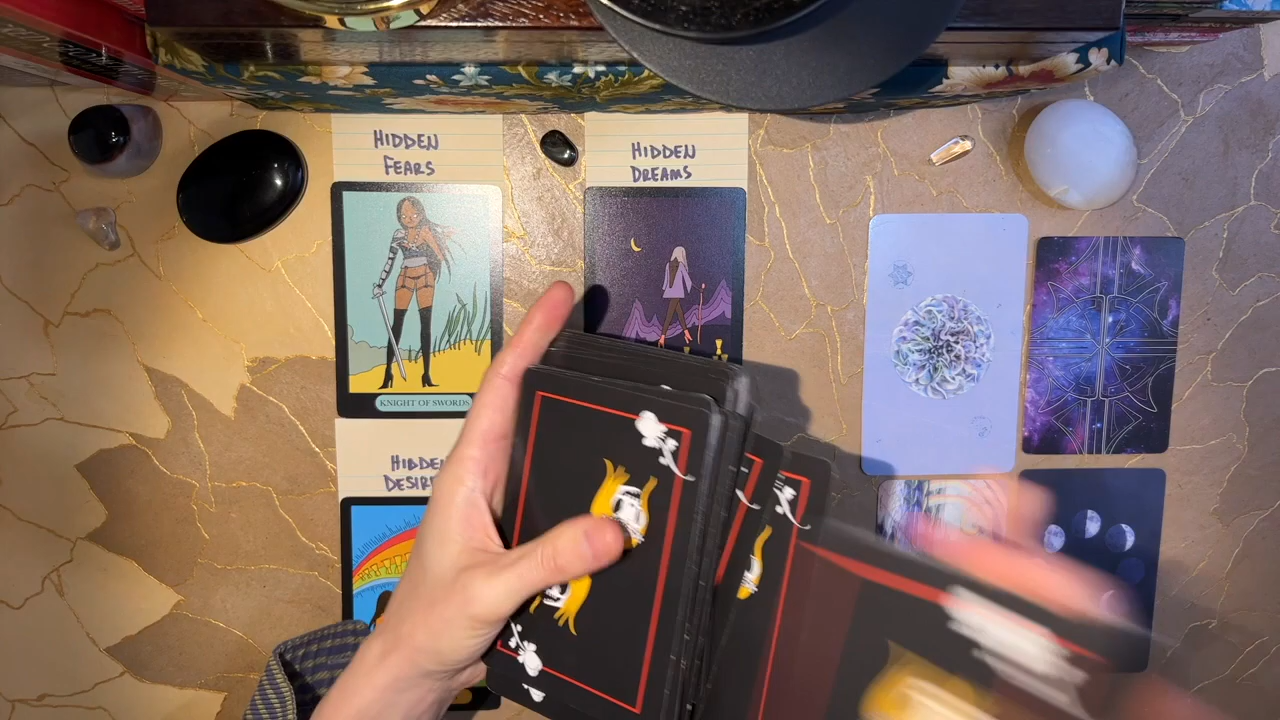 HIDDEN
FEARS
HIDDEN
DREAMS
KNIGHT OF SWORDS